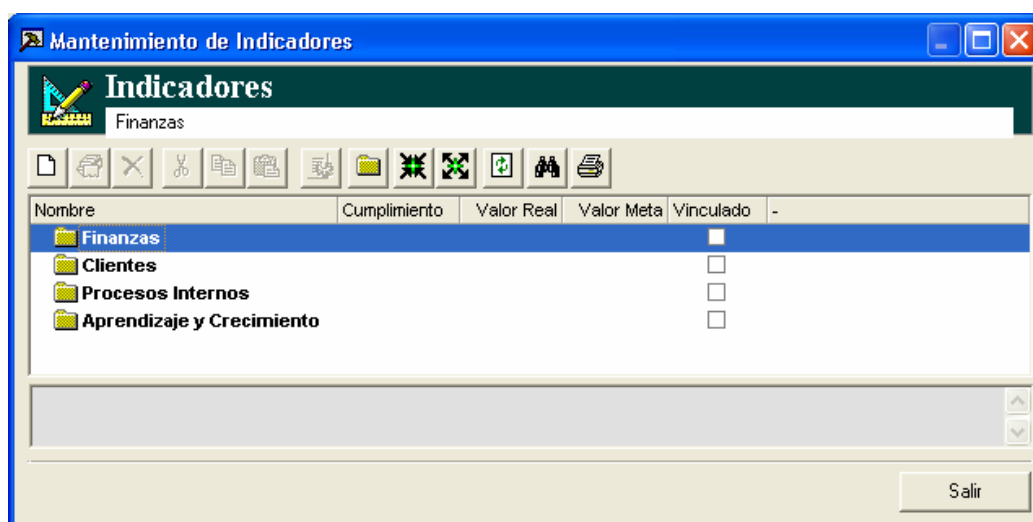 Mantenimiento de Indicadores
Indicadores
Finanzas
Nombre Cumplimiento Valor Real Valor Meta Vinculado -
Finanzas
Clientes
Procesos Internos
Aprendizaje y Crecimiento
Salir